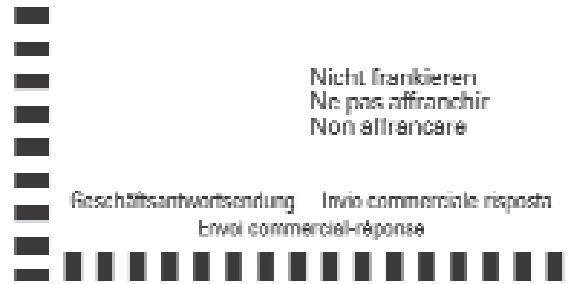 Nicht frankieren
Ne pas affranchir
Non affrancare
Geschäftsantwortsendung Invio commerciale risposta
Envoi commercial-réponse